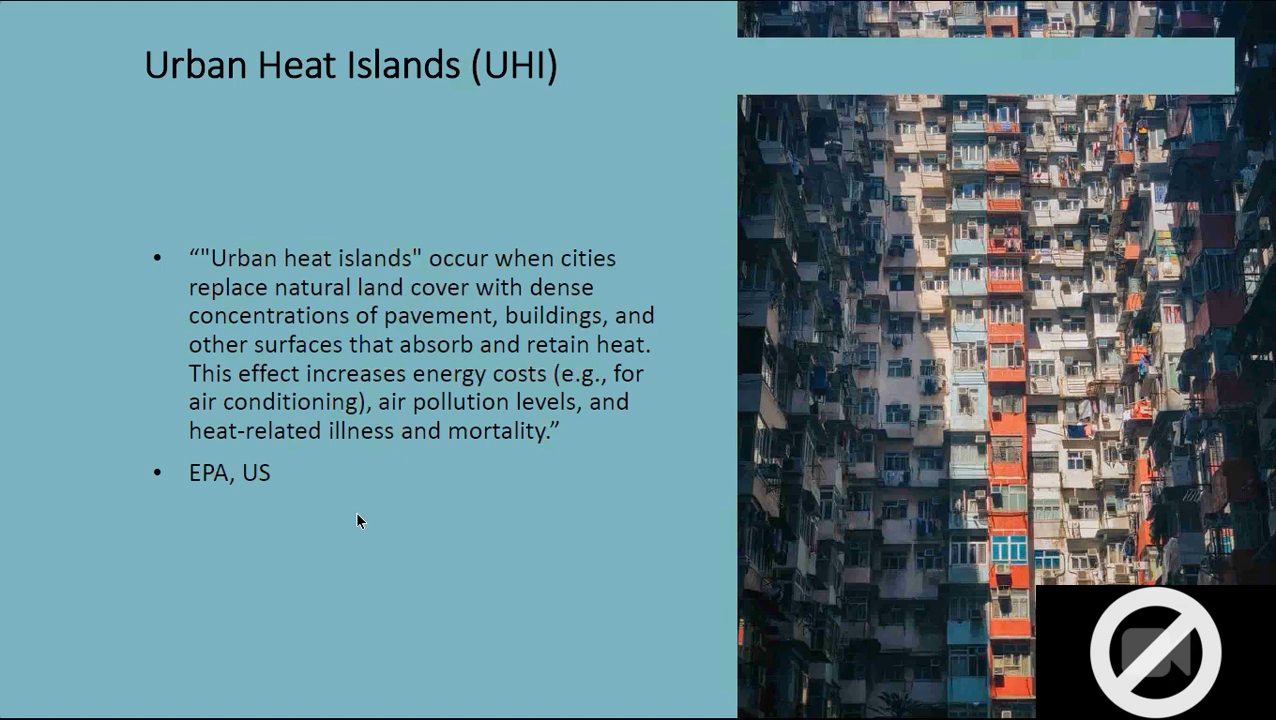 Urban Heat Islands (UHI)
• “"Urban heat islands" occur when cities
replace natural land cover with dense
concentrations of pavement, buildings, and
other surfaces that absorb and retain heat.
This effect increases energy costs (e.g., for
air conditioning), air pollution levels, and
heat-related illness and mortality.”
• EPA, US